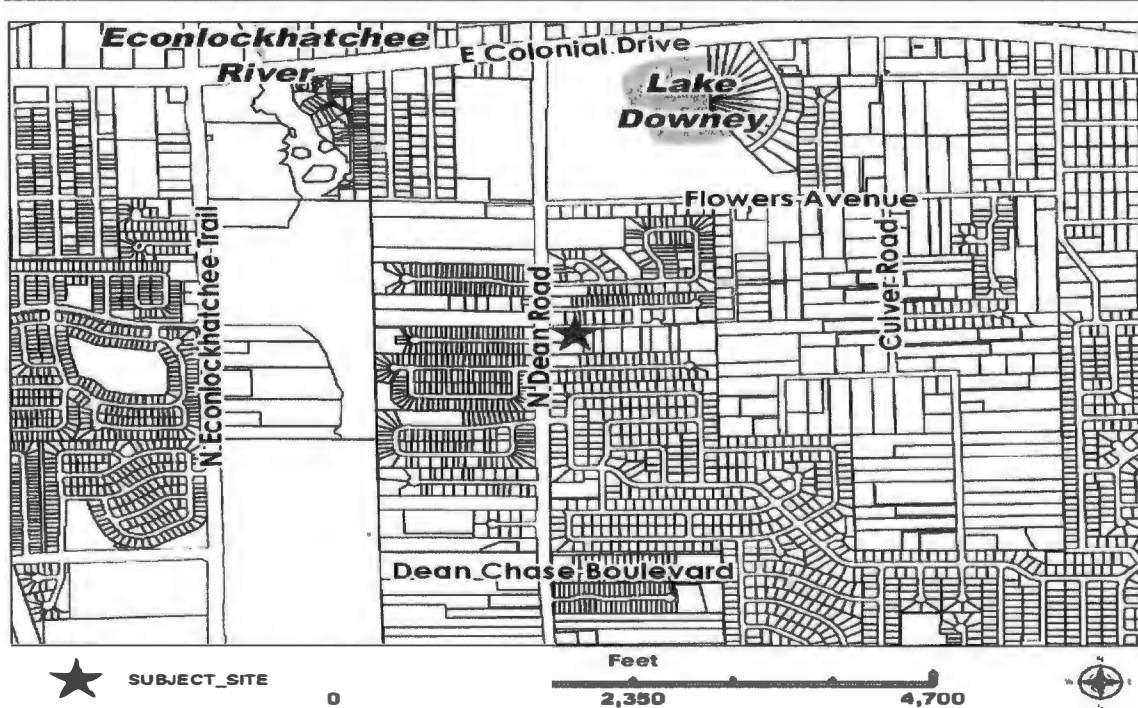 Econlockhatchee
River
E Colonial Drive
Lake
Downey
Flowers Avenue
N Econlockhatchee Trail
N Dean Road
Culver Road
Dean Chase Boulevard
SUBJECT_SITE
Feet
0
2,350
4,700
N
W
E